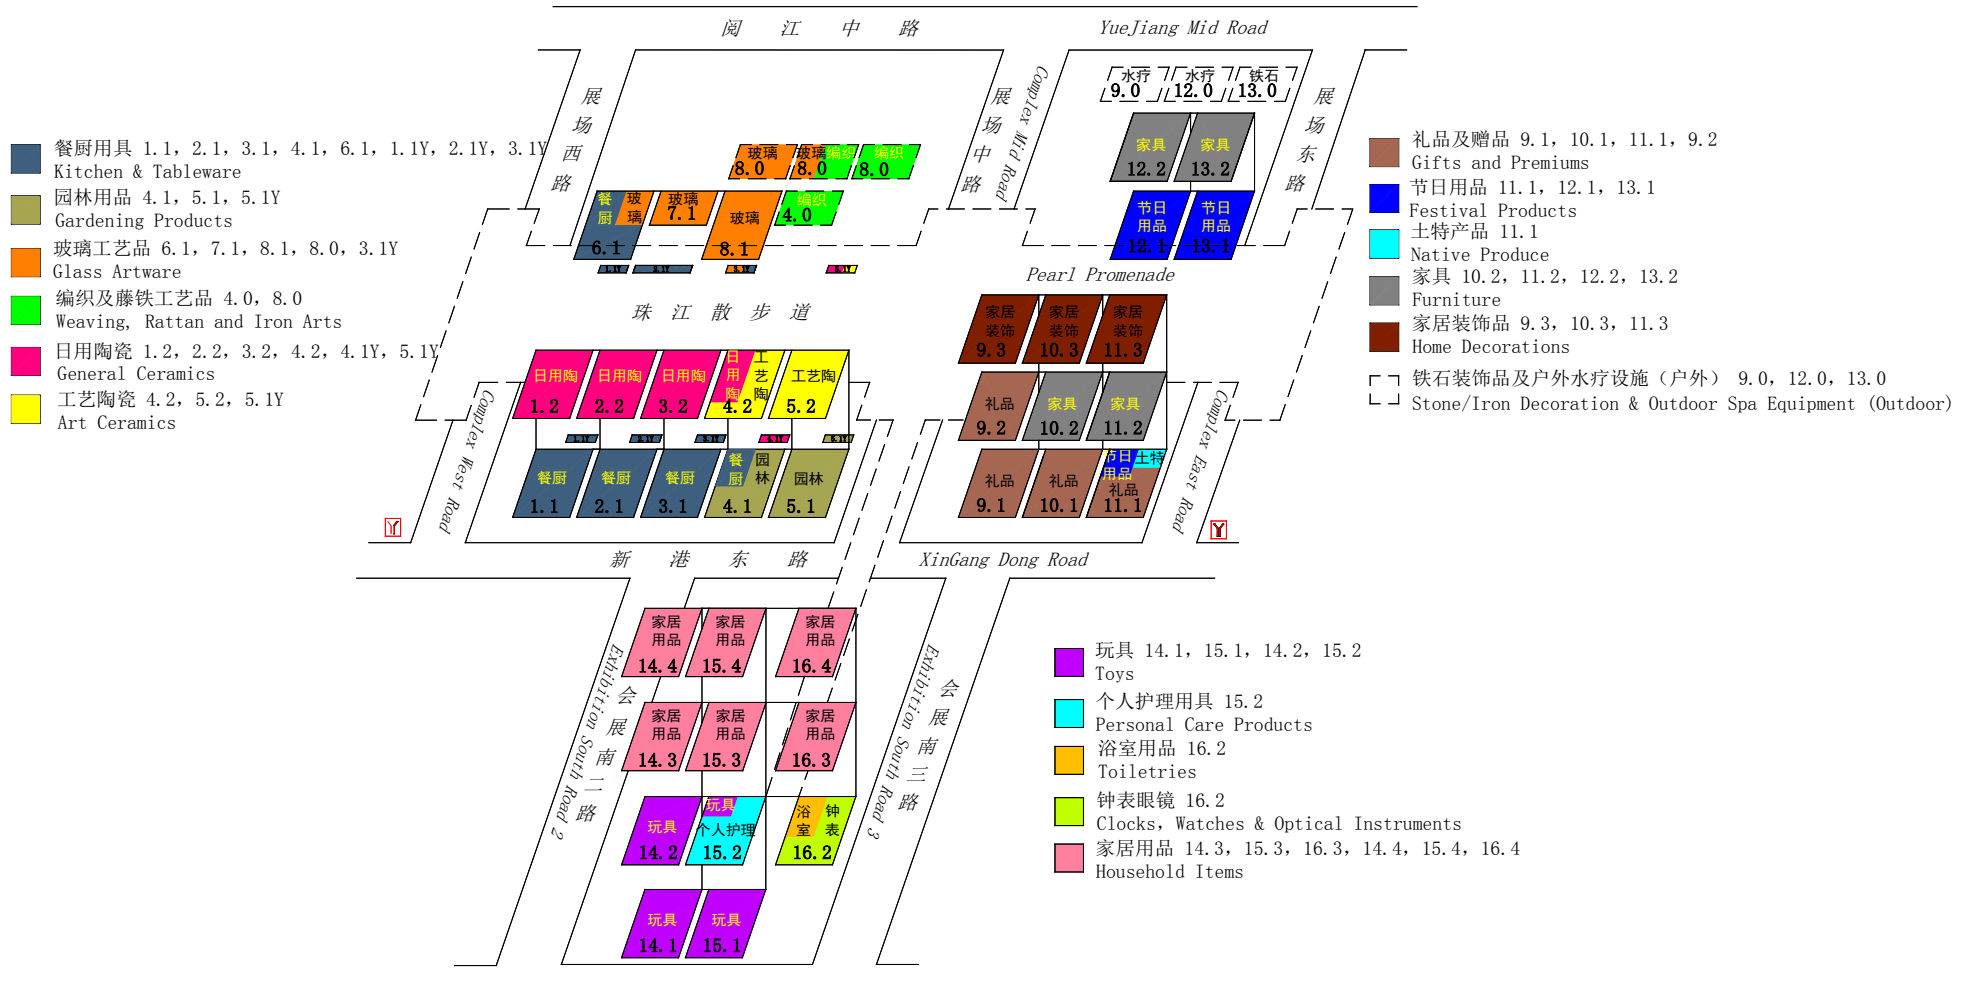 阅 江 中 路
YueJiang Mid Road
展场西路
展场中路
Complex Mid Road
展场东路
餐厨用具 1.1, 2.1, 3.1, 4.1, 6.1, 1.1Y, 2.1Y, 3.1Y
Kitchen & Tableware
园林用品 4.1, 5.1, 5.1Y
Gardening Products
玻璃工艺品 6.1, 7.1, 8.1, 8.0, 3.1Y
Glass Artware
编织及藤铁工艺品 4.0, 8.0
Weaving, Rattan and Iron Arts
日用陶瓷 1.2, 2.2, 3.2, 4.2, 4.1Y, 5.1Y
General Ceramics
工艺陶瓷 4.2, 5.2, 5.1Y
Art Ceramics
水疗 9.0
水疗 12.0
铁石 13.0
家具 12.2
家具 13.2
节日用品 12.1
节日用品 13.1
玻璃 8.0
玻璃 编织 8.0
编织 8.0
餐厨 玻璃 6.1
玻璃 7.1
玻璃 8.1
编织 4.0
礼品及赠品 9.1, 10.1, 11.1, 9.2
Gifts and Premiums
节日用品 11.1, 12.1, 13.1
Festival Products
土特产品 11.1
Native Produce
家具 10.2, 11.2, 12.2, 13.2
Furniture
家居装饰品 9.3, 10.3, 11.3
Home Decorations
铁石装饰品及户外水疗设施（户外） 9.0, 12.0, 13.0
Stone/Iron Decoration & Outdoor Spa Equipment (Outdoor)
Pearl Promenade
珠 江 散 步 道
家居装饰 9.3
家居装饰 10.3
家居装饰 11.3
日用陶 1.2
日用陶 2.2
日用陶 3.2
日用陶 工艺陶 4.2
工艺陶 5.2
礼品 9.2
家具 10.2
家具 11.2
1.1Y
2.1Y
3.1Y
4.1Y
5.1Y
餐厨 1.1
餐厨 2.1
餐厨 3.1
餐厨 园林 4.1
园林 5.1
礼品 9.1
礼品 10.1
节日用品 土特 礼品 11.1
Complex West Road
Complex East Road
新 港 东 路
XinGang Dong Road
家居用品 14.4
家居用品 15.4
家居用品 16.4
家居用品 14.3
家居用品 15.3
家居用品 16.3
玩具 14.2
玩具 个人护理 15.2
浴室 钟表 16.2
玩具 14.1
玩具 15.1
Exhibition South Road 2
会展南二路
Exhibition South Road 3
会展南三路
玩具 14.1, 15.1, 14.2, 15.2
Toys
个人护理用具 15.2
Personal Care Products
浴室用品 16.2
Toiletries
钟表眼镜 16.2
Clocks, Watches & Optical Instruments
家居用品 14.3, 15.3, 16.3, 14.4, 15.4, 16.4
Household Items